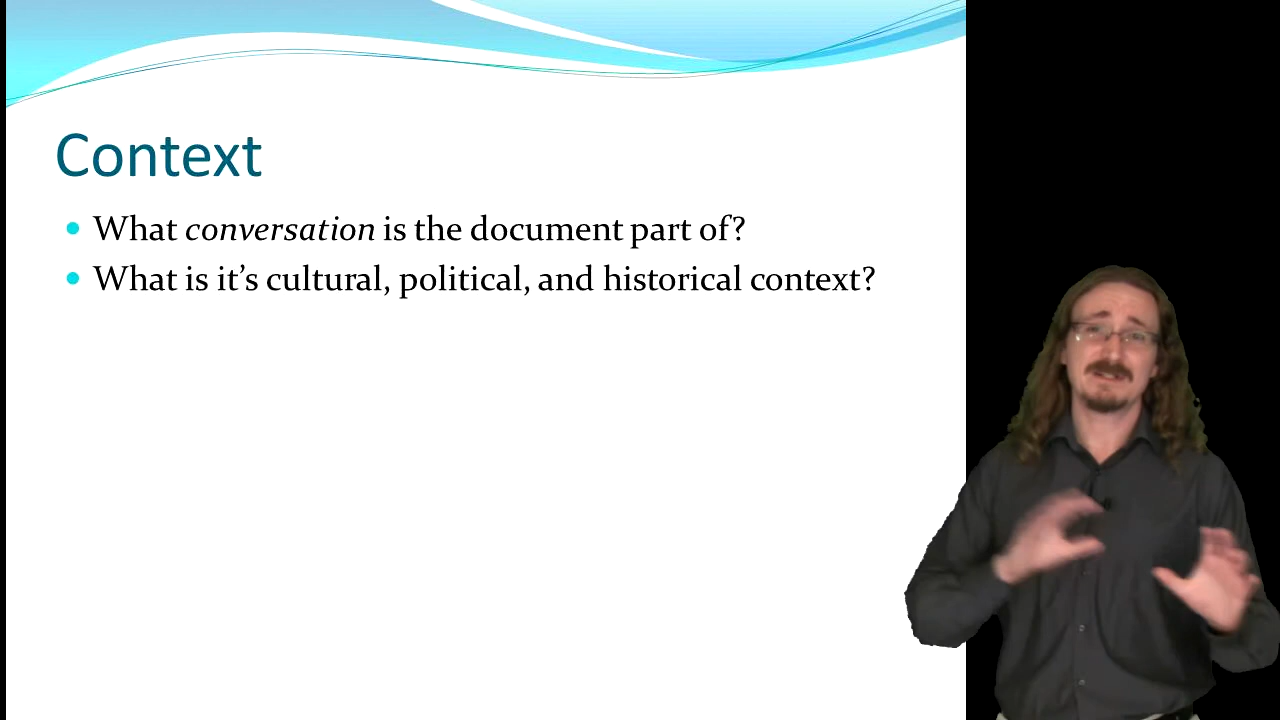 Context
What conversation is the document part of?
What is it’s cultural, political, and historical context?